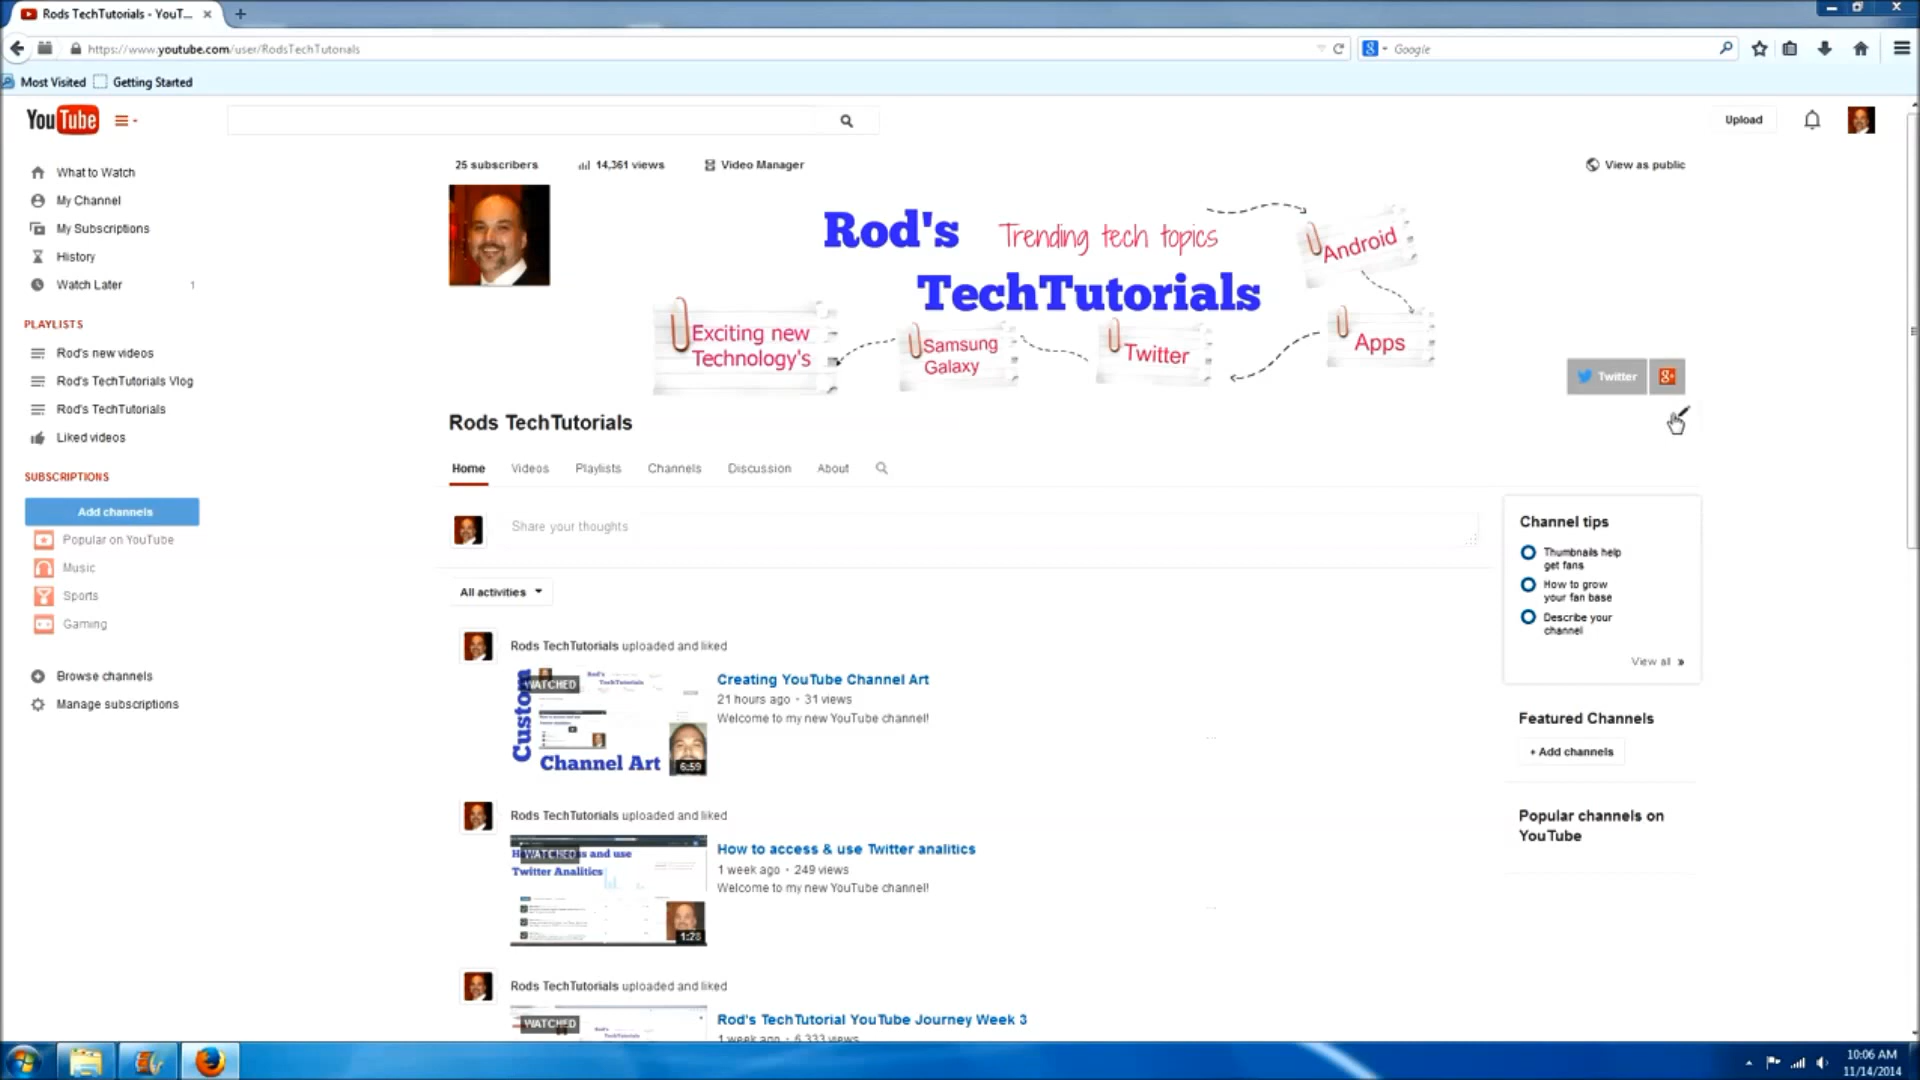 Rods TechTutorials - YouT...
https://www.youtube.com/user/RodsTechTutorials
Google
Most Visited
Getting Started
YouTube
Upload
What to Watch
My Channel
My Subscriptions
History
Watch Later 1
PLAYLISTS
Rod's new videos
Rod's TechTutorials Vlog
Rod's TechTutorials
Liked videos
SUBSCRIPTIONS
Add channels
Popular on YouTube
Music
Sports
Gaming
Browse channels
Manage subscriptions
25 subscribers
14,361 views
Video Manager
View as public
Rod's
Trending tech topics
TechTutorials
Android
Apps
Twitter
Samsung
Galaxy
Exciting new
Technology's
Twitter
g+
Rods TechTutorials
Home Videos Playlists Channels Discussion About
Share your thoughts
All activities
Rods TechTutorials uploaded and liked
WATCHED
Custom
Channel Art
6:59
Creating YouTube Channel Art
21 hours ago • 31 views
Welcome to my new YouTube channel!
Rods TechTutorials uploaded and liked
WATCHED
Twitter Analitics
1:28
How to access & use Twitter analitics
1 week ago • 249 views
Welcome to my new YouTube channel!
Rods TechTutorials uploaded and liked
WATCHED
Rod's TechTutorial YouTube Journey Week 3
1 week ago • 6,333 views
Channel tips
Thumbnails help
get fans
How to grow
your fan base
Describe your
channel
View all »
Featured Channels
+ Add channels
Popular channels on
YouTube
10:06 AM
11/14/2014